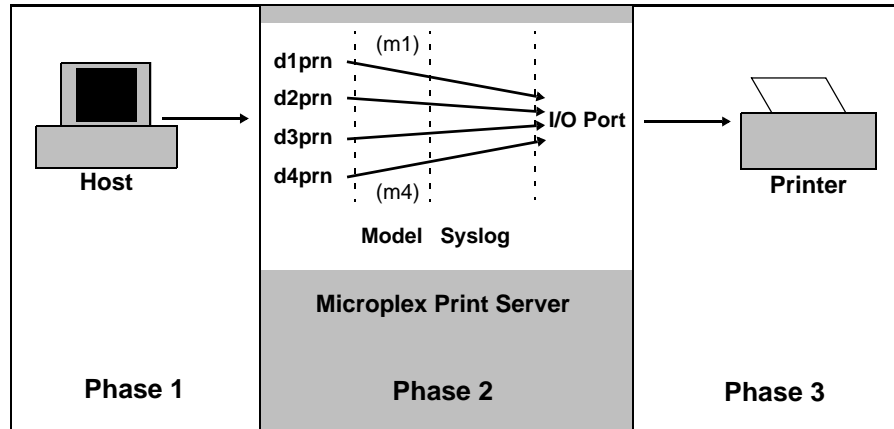 (m1)
d1prn
d2prn
I/O Port
d3prn
d4prn
(m4)
Host
Printer
Model Syslog
Microplex Print Server
Phase 1
Phase 2
Phase 3